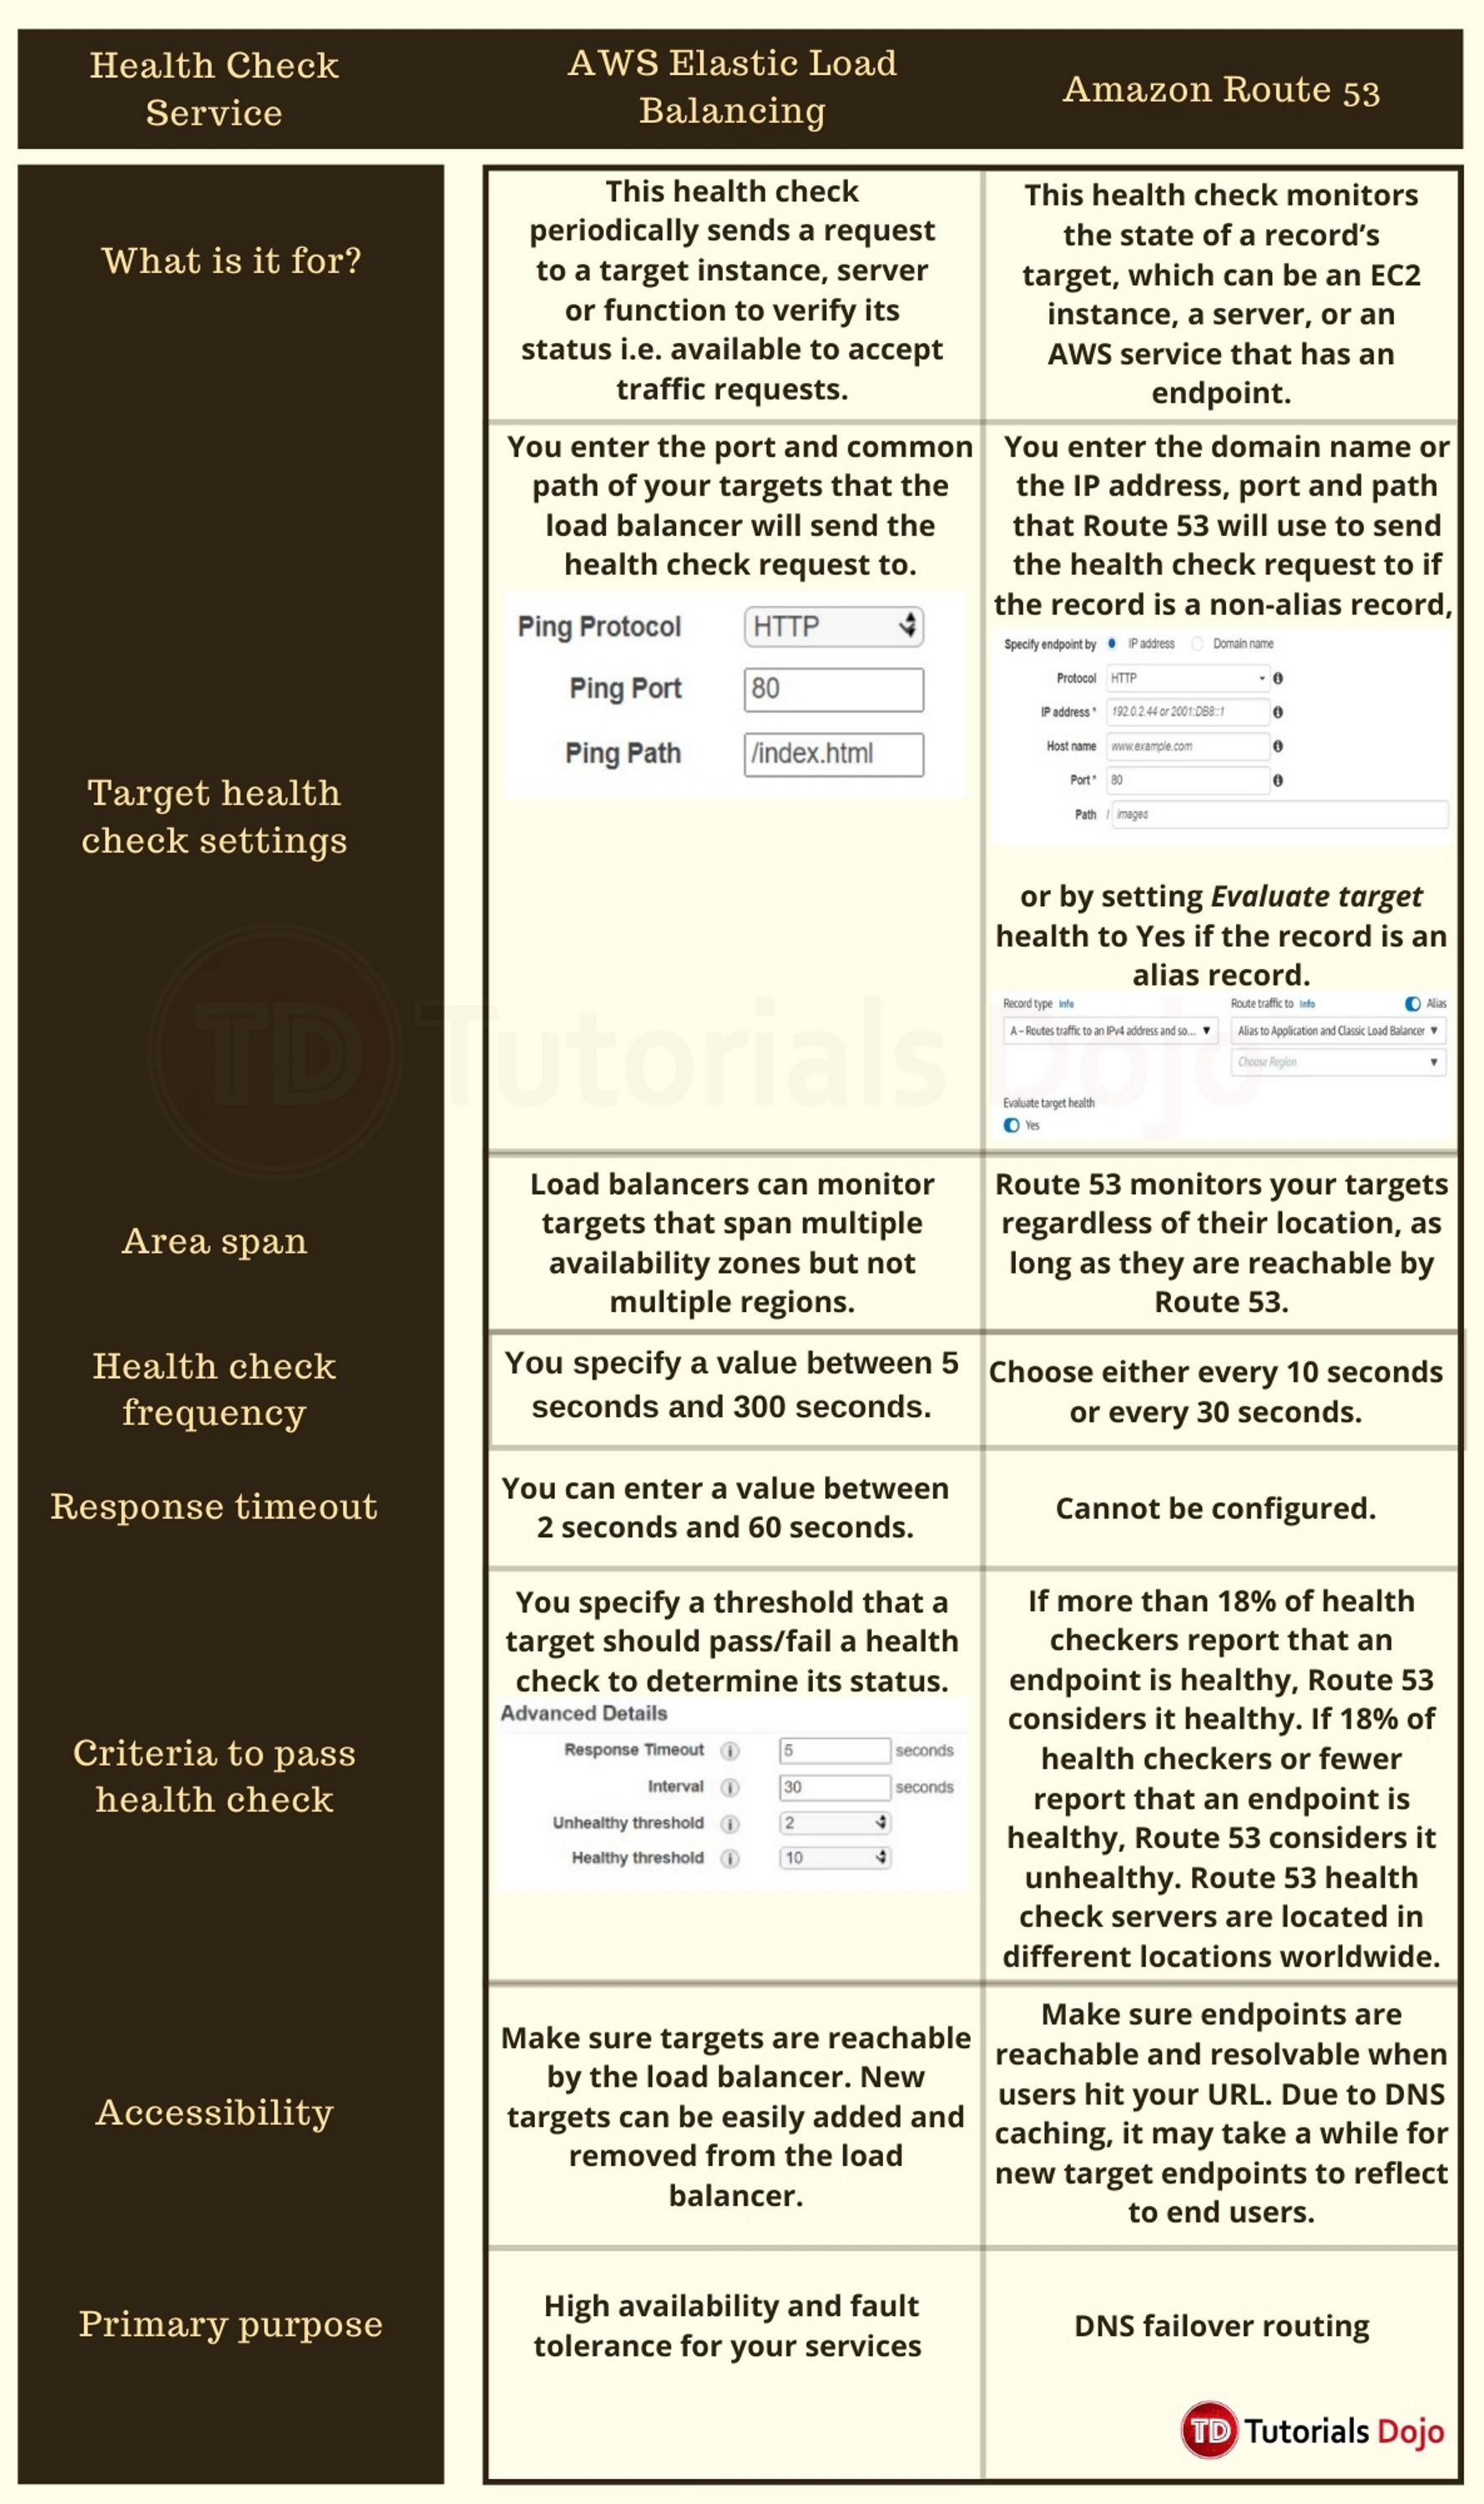 Health Check
Service
AWS Elastic Load
Balancing
Amazon Route 53
What is it for?
This health check
periodically sends a request
to a target instance, server
or function to verify its
status i.e. available to accept
traffic requests.
This health check monitors
the state of a record’s
target, which can be an EC2
instance, a server, or an
AWS service that has an
endpoint.
Target health
check settings
You enter the port and common
path of your targets that the
load balancer will send the
health check request to.
Ping Protocol HTTP
Ping Port 80
Ping Path /index.html
You enter the domain name or
the IP address, port and path
that Route 53 will use to send
the health check request to if
the record is a non-alias record,
Specify endpoint by IP address Domain name
Protocol HTTP
IP address * 192.0.2.44 or 2001:DB8::1
Host name www.example.com
Port * 80
Path / images
or by setting Evaluate target
health to Yes if the record is an
alias record.
Record type Info Route traffic to Info Alias
A – Routes traffic to an IPv4 address and so... Alias to Application and Classic Load Balancer
Choose Region
Evaluate target health
Yes
TD Tutorials Dojo
Area span
Load balancers can monitor
targets that span multiple
availability zones but not
multiple regions.
Route 53 monitors your targets
regardless of their location, as
long as they are reachable by
Route 53.
Health check
frequency
You specify a value between 5
seconds and 300 seconds.
Choose either every 10 seconds
or every 30 seconds.
Response timeout
You can enter a value between
2 seconds and 60 seconds.
Cannot be configured.
Criteria to pass
health check
You specify a threshold that a
target should pass/fail a health
check to determine its status.
Advanced Details
Response Timeout 5 seconds
Interval 30 seconds
Unhealthy threshold 2
Healthy threshold 10
If more than 18% of health
checkers report that an
endpoint is healthy, Route 53
considers it healthy. If 18% of
health checkers or fewer
report that an endpoint is
healthy, Route 53 considers it
unhealthy. Route 53 health
check servers are located in
different locations worldwide.
Accessibility
Make sure targets are reachable
by the load balancer. New
targets can be easily added and
removed from the load
balancer.
Make sure endpoints are
reachable and resolvable when
users hit your URL. Due to DNS
caching, it may take a while for
new target endpoints to reflect
to end users.
Primary purpose
High availability and fault
tolerance for your services
DNS failover routing
TD Tutorials Dojo